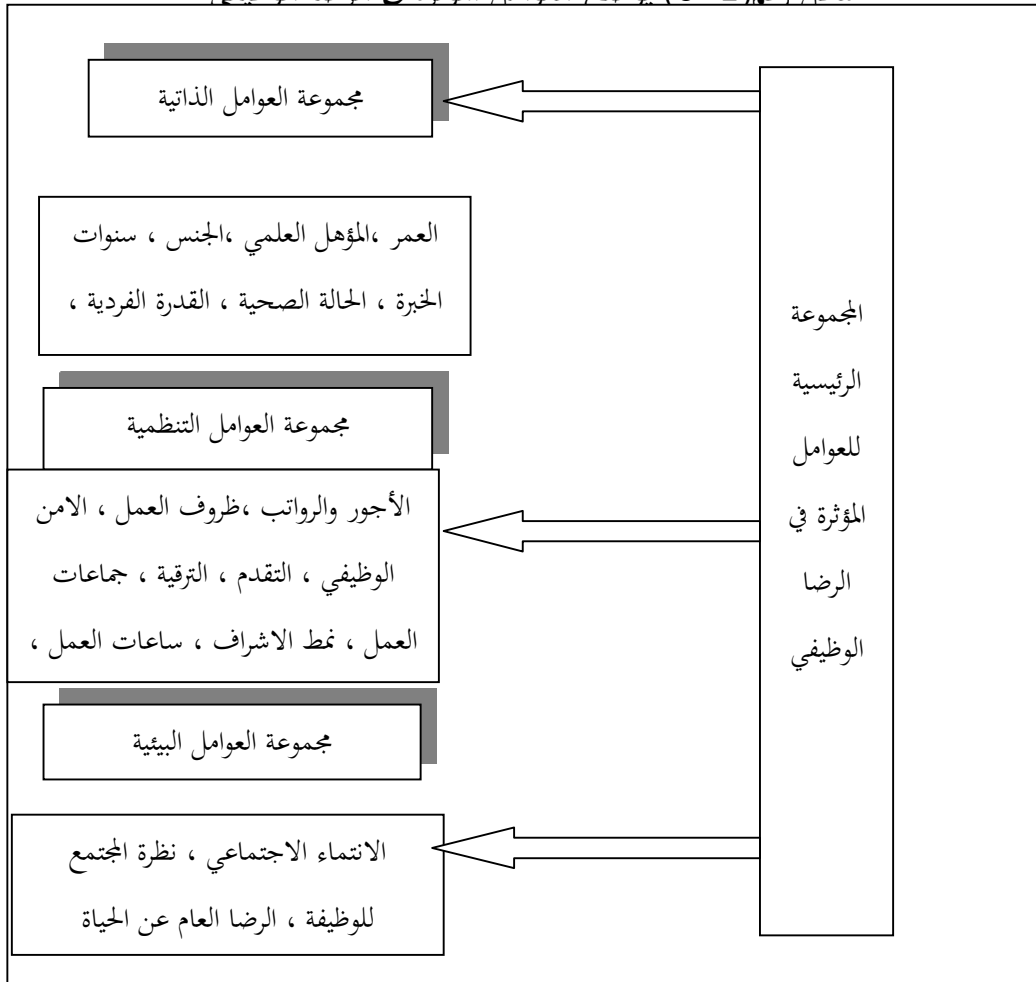 مجموعة العوامل الذاتية
العمر ،المؤهل العلمي ،الجنس ، سنوات
الخبرة ، الحالة الصحية ، القدرة الفردية ،
مجموعة العوامل التنظمية
الأجور والرواتب ،ظروف العمل ، الامن
الوظيفي ، التقدم ، الترقية ، جماعات
العمل ، نمط الاشراف ، ساعات العمل ،
مجموعة العوامل البيئية
الانتماء الاجتماعي ، نظرة المجتمع
للوظيفة ، الرضا العام عن الحياة
المجموعة
الرئيسية
للعوامل
المؤثرة في
الرضا
الوظيفي